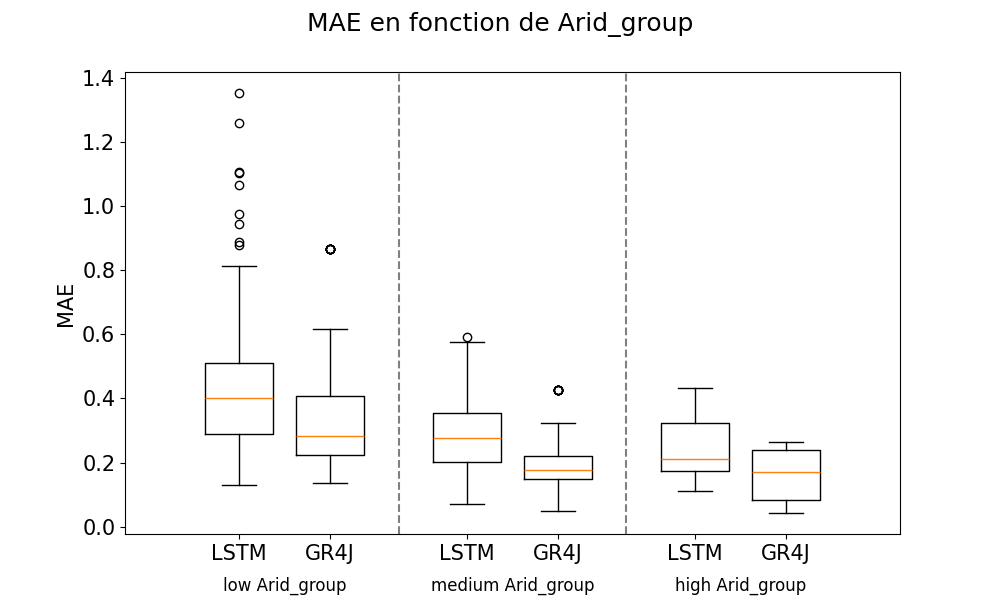 MAE en fonction de Arid_group
MAE
1.4
1.2
1.0
0.8
0.6
0.4
0.2
0.0
LSTM GR4J LSTM GR4J LSTM GR4J
low Arid_group medium Arid_group high Arid_group